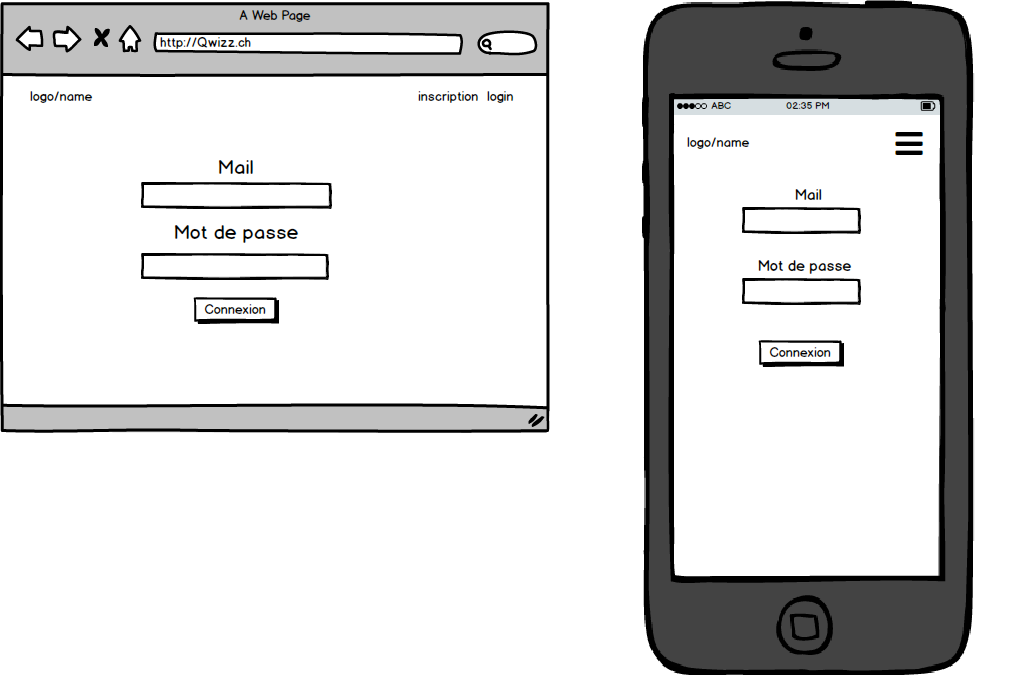 A Web Page
http://Qwizz.ch
logo/name
inscription login
Mail
Mot de passe
Connexion
ABC 02:35 PM
logo/name
Mail
Mot de passe
Connexion